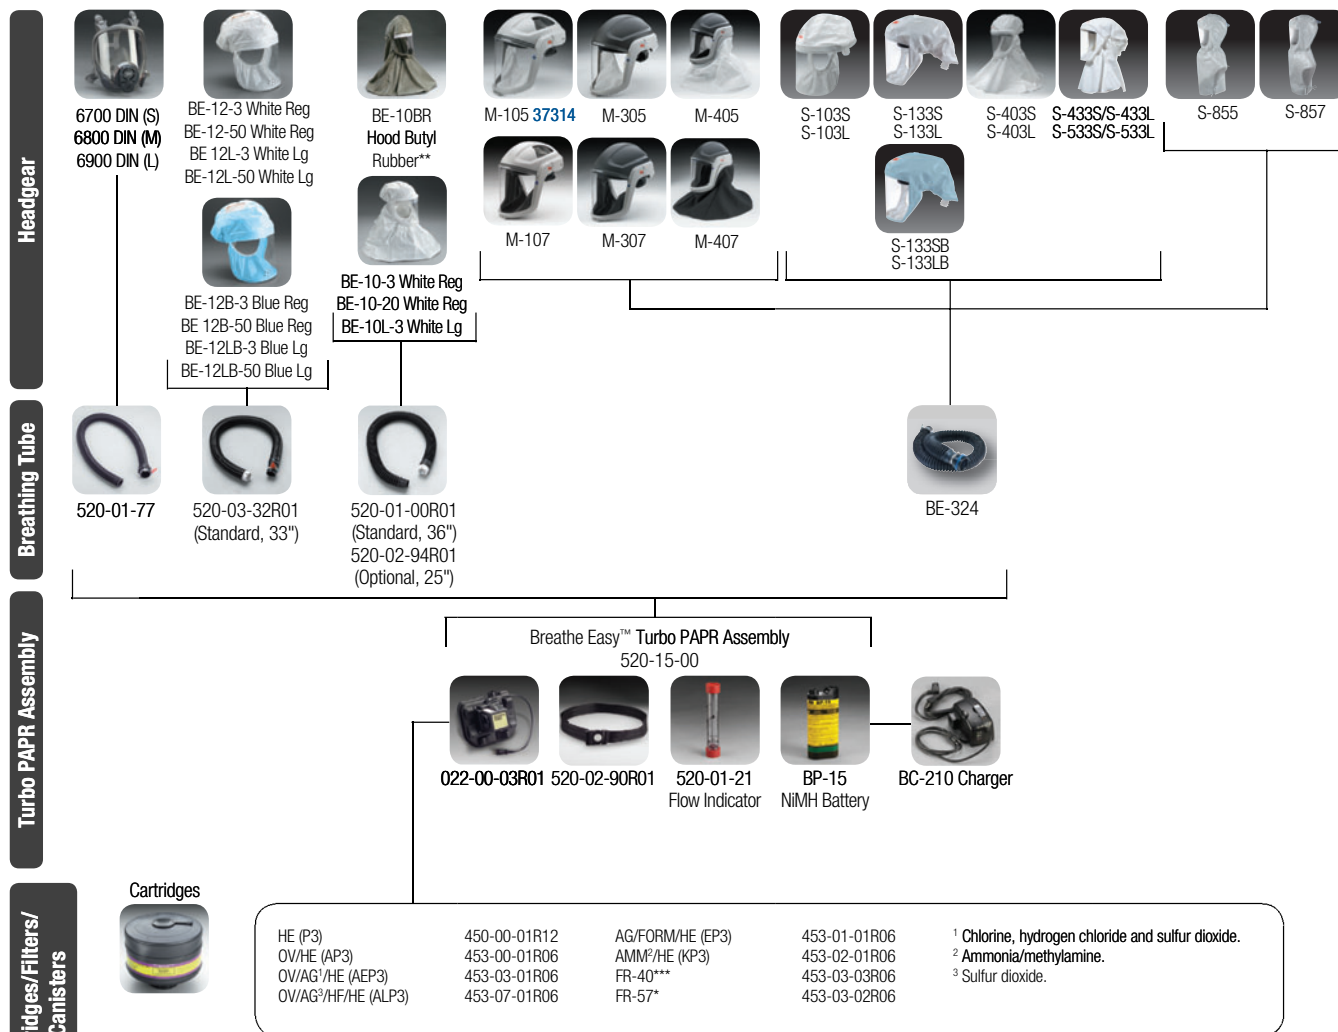 Headgear
6700 DIN (S)
6800 DIN (M)
6900 DIN (L)
BE-12-3 White Reg
BE-12-50 White Reg
BE 12L-3 White Lg
BE-12L-50 White Lg
BE-12B-3 Blue Reg
BE 12B-50 Blue Reg
BE-12LB-3 Blue Lg
BE-12LB-50 Blue Lg
BE-10BR
Hood Butyl
Rubber**
BE-10-3 White Reg
BE-10-20 White Reg
BE-10L-3 White Lg
M-105 37314
M-305
M-405
M-107
M-307
M-407
S-103S
S-103L
S-133S
S-133L
S-403S
S-403L
S-433S/S-433L
S-533S/S-533L
S-855
S-857
S-133SB
S-133LB
Breathing Tube
520-01-77
520-03-32R01
(Standard, 33")
520-01-00R01
(Standard, 36")
520-02-94R01
(Optional, 25")
BE-324
Turbo PAPR Assembly
Breathe Easy™ Turbo PAPR Assembly
520-15-00
022-00-03R01
520-02-90R01
520-01-21
Flow Indicator
BP-15
NiMH Battery
BC-210 Charger
ridges/Filters/
Canisters
Cartridges
HE (P3) 450-00-01R12 AG/FORM/HE (EP3) 453-01-01R06 ¹ Chlorine, hydrogen chloride and sulfur dioxide.
OV/HE (AP3) 453-00-01R06 AMM²/HE (KP3) 453-02-01R06 ² Ammonia/methylamine.
OV/AG¹/HE (AEP3) 453-03-01R06 FR-40*** 453-03-03R06 ³ Sulfur dioxide.
OV/AG³/HF/HE (ALP3) 453-07-01R06 FR-57* 453-03-02R06